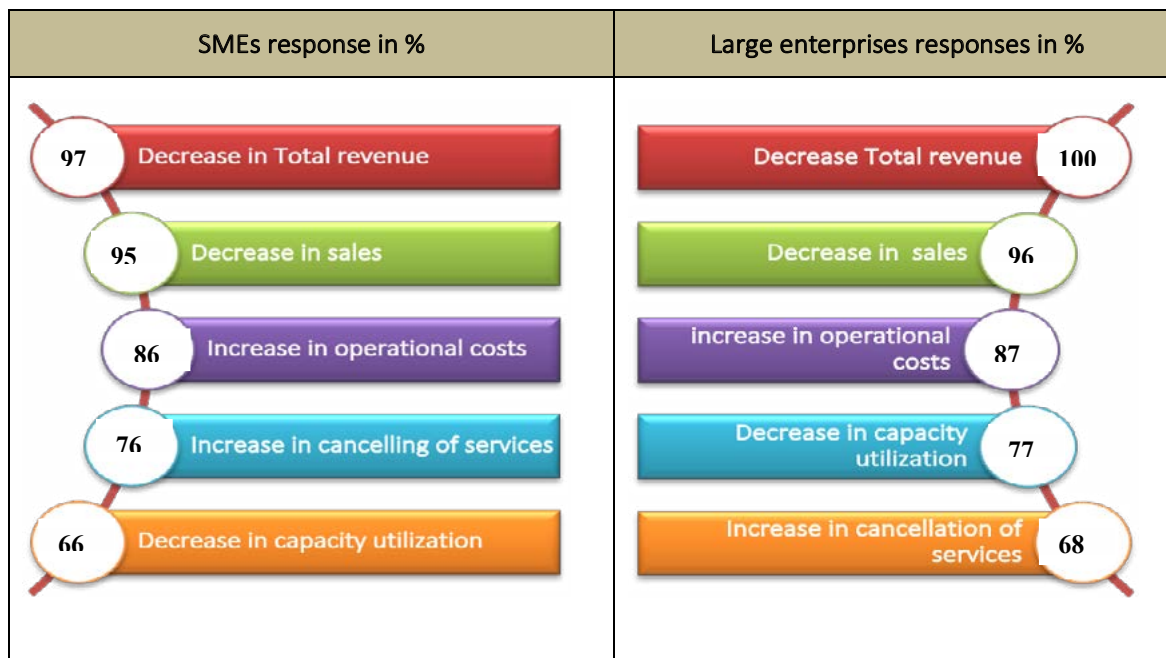 SMEs response in %
Large enterprises responses in %
97
Decrease in Total revenue
95
Decrease in sales
86
Increase in operational costs
76
Increase in cancelling of services
66
Decrease in capacity utilization
Decrease Total revenue
100
Decrease in sales
96
increase in operational
costs
87
Decrease in capacity
utilization
77
Increase in cancellation of
services
68